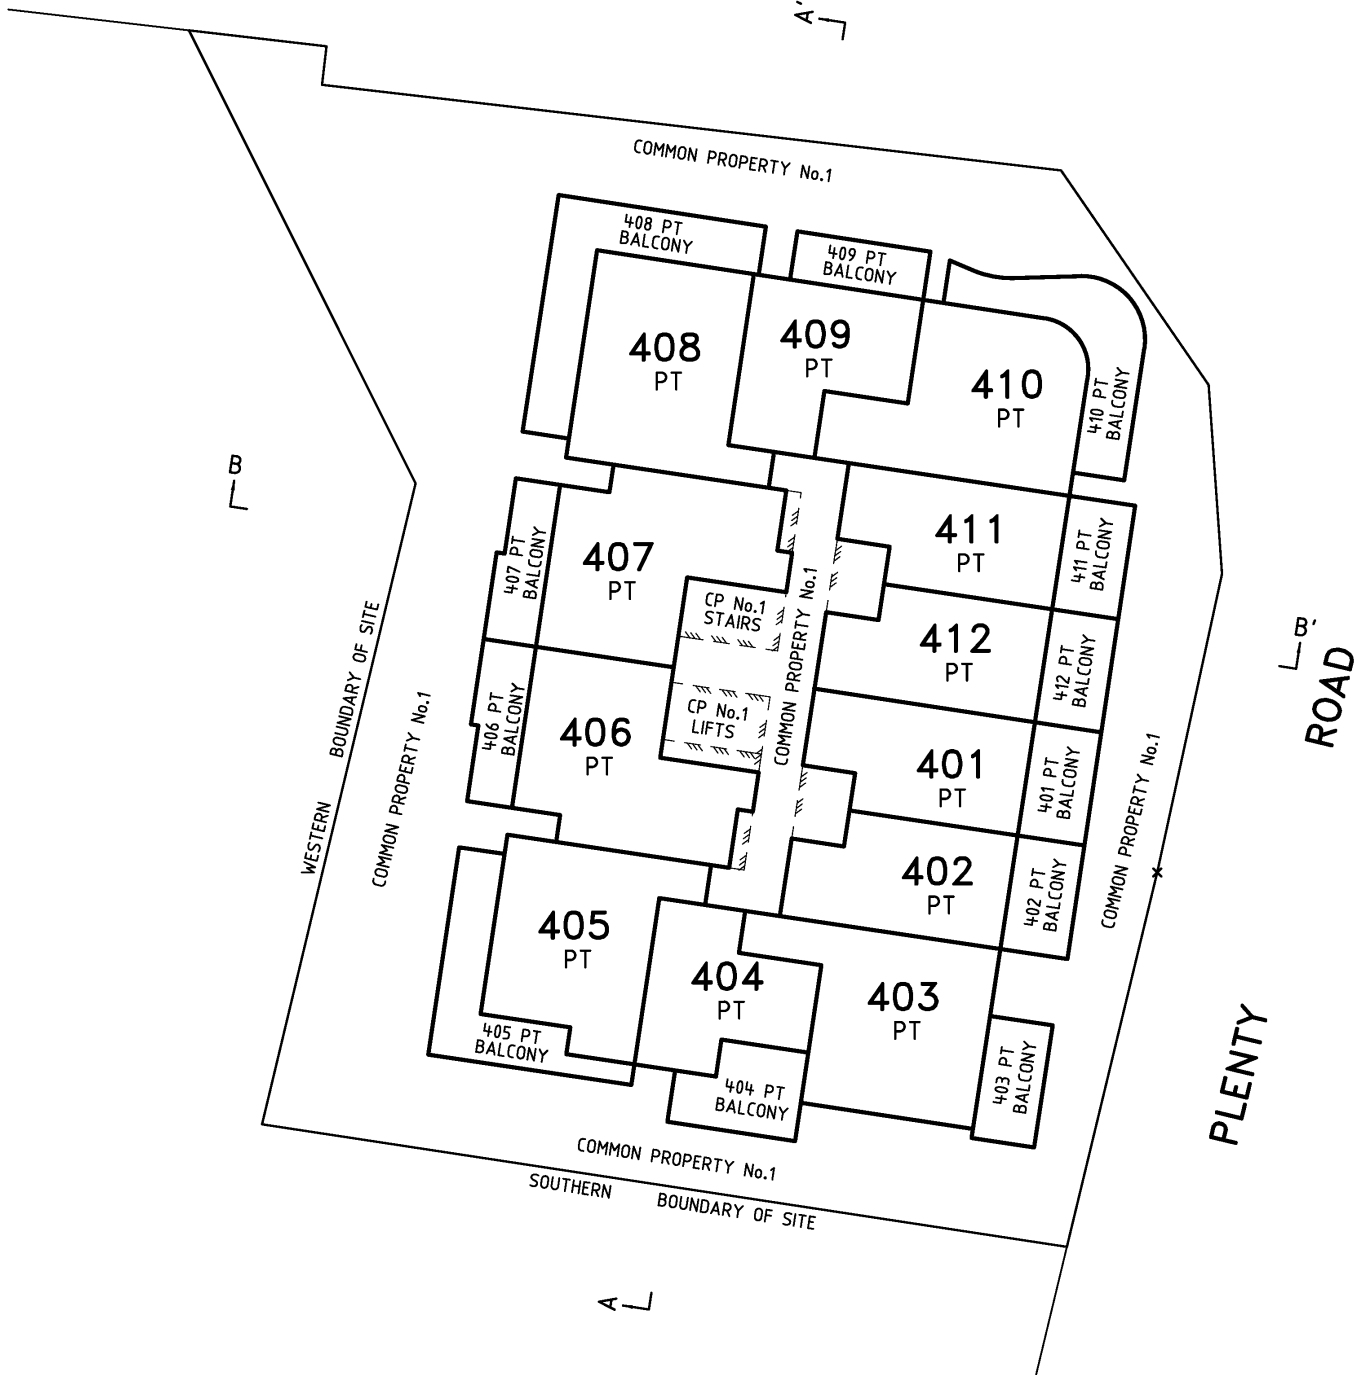 A'
COMMON PROPERTY No.1
408 PT
BALCONY
409 PT
BALCONY
408
PT
409
PT
410
PT
410 PT
BALCONY
B
407
PT
407 PT
BALCONY
411
PT
411 PT
BALCONY
CP No.1
STAIRS
COMMON PROPERTY No.1
412
PT
412 PT
BALCONY
B'
WESTERN BOUNDARY OF SITE
COMMON PROPERTY No.1
406 PT
BALCONY
406
PT
CP No.1
LIFTS
401
PT
401 PT
BALCONY
COMMON PROPERTY No.1
PLENTY ROAD
402
PT
402 PT
BALCONY
405
PT
404
PT
403
PT
405 PT
BALCONY
404 PT
BALCONY
403 PT
BALCONY
COMMON PROPERTY No.1
SOUTHERN BOUNDARY OF SITE
A